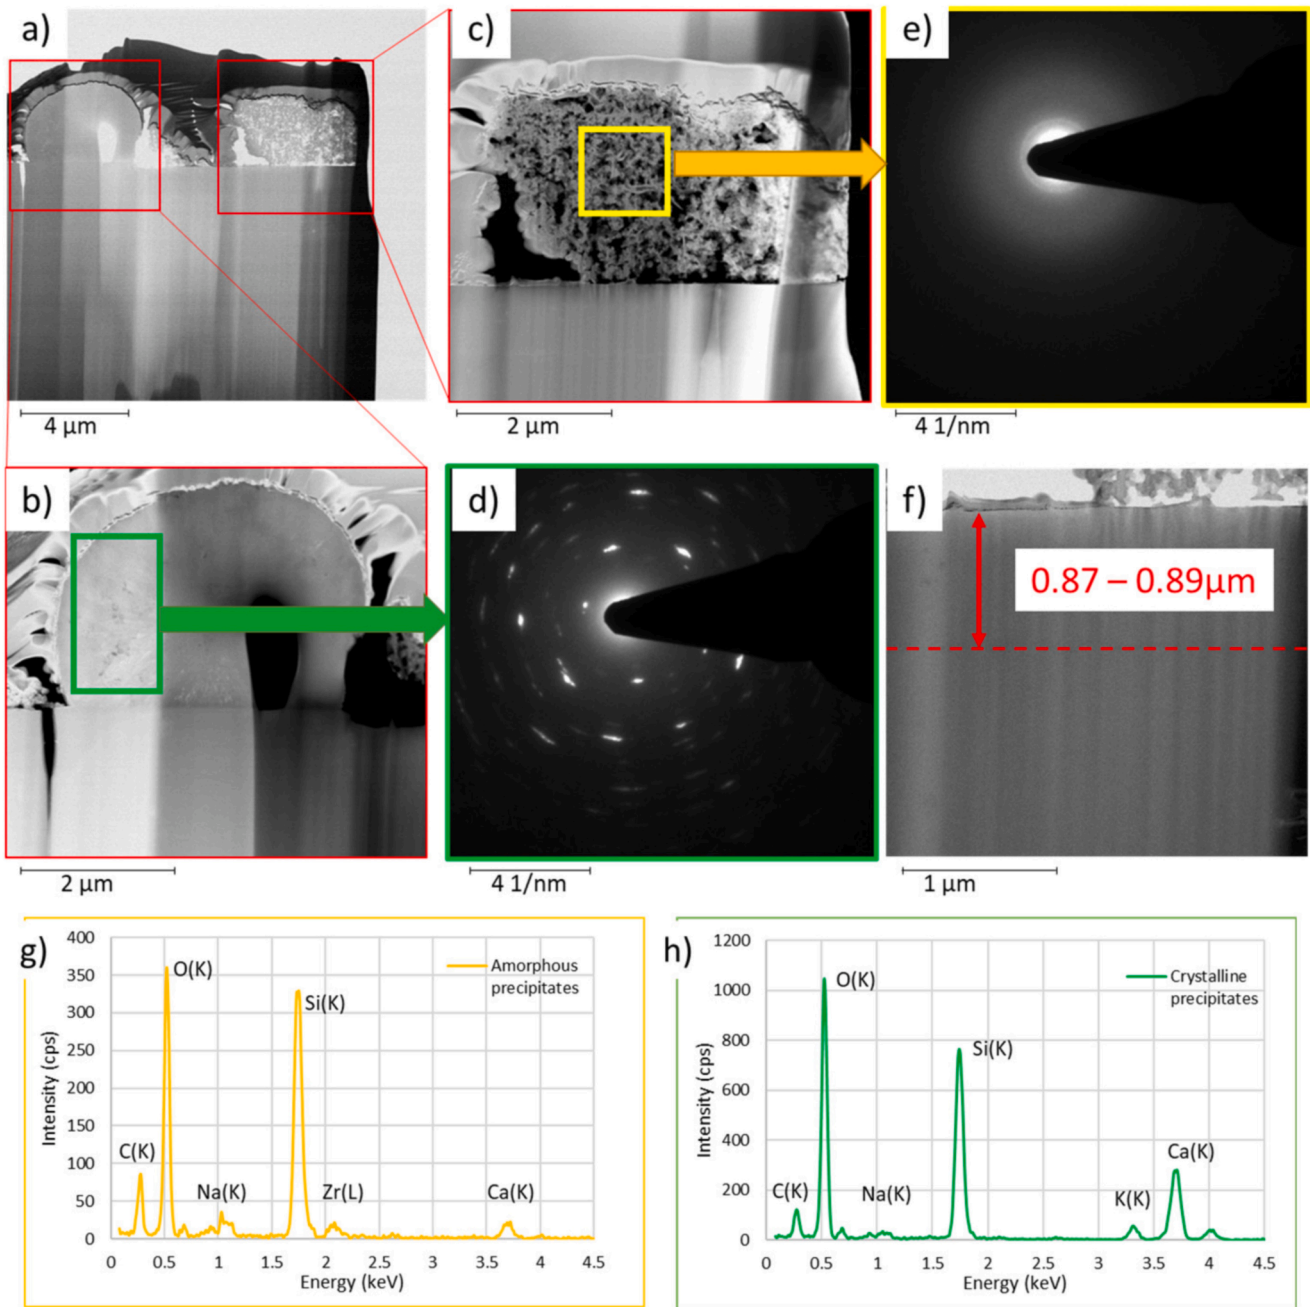 a)
c)
e)
4 µm
2 µm
4 1/nm
b)
d)
f)
0.87 – 0.89µm
2 µm
4 1/nm
1 µm
g)
400
350
300
250
200
150
100
50
0
Intensity (cps)
O(K)
Si(K)
C(K)
Na(K)
Zr(L)
Ca(K)
Amorphous
precipitates
0 0.5 1 1.5 2 2.5 3 3.5 4 4.5
Energy (keV)
h)
1200
1000
800
600
400
200
0
Intensity (cps)
O(K)
Si(K)
C(K)
Na(K)
K(K)
Ca(K)
Crystalline
precipitates
0 0.5 1 1.5 2 2.5 3 3.5 4 4.5
Energy (keV)